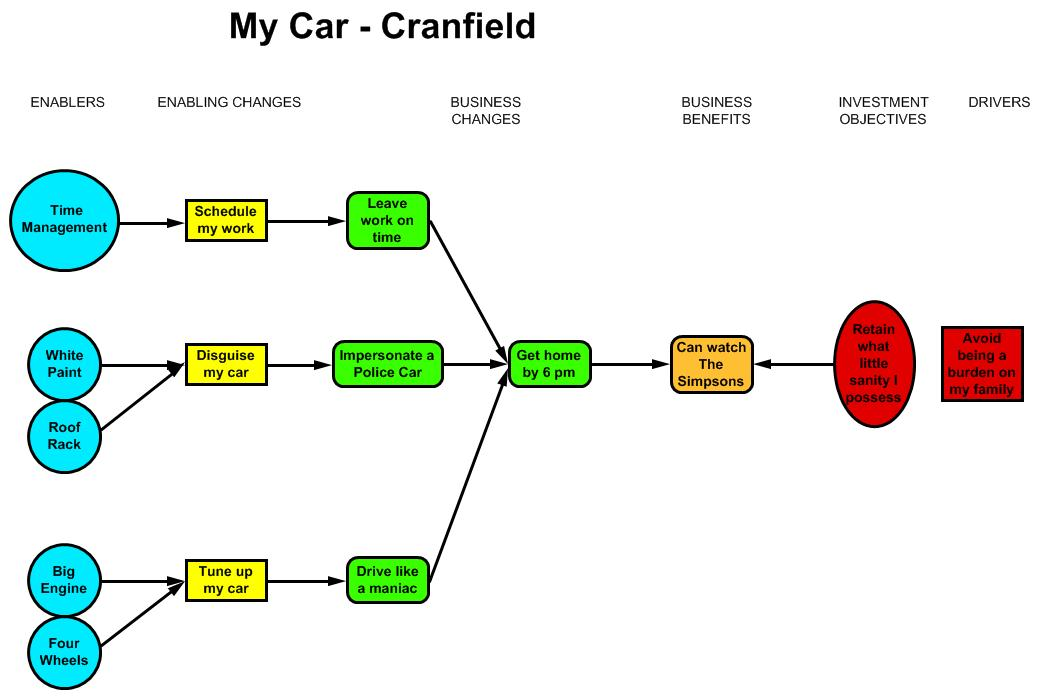 My Car - Cranfield
ENABLERS
ENABLING CHANGES
BUSINESS
CHANGES
BUSINESS
BENEFITS
INVESTMENT
OBJECTIVES
DRIVERS
Time
Management
Schedule
my work
Leave
work on
time
White
Paint
Roof
Rack
Disguise
my car
Impersonate a
Police Car
Get home
by 6 pm
Can watch
The
Simpsons
Retain
what
little
sanity I
possess
Avoid
being a
burden on
my family
Big
Engine
Four
Wheels
Tune up
my car
Drive like
a maniac